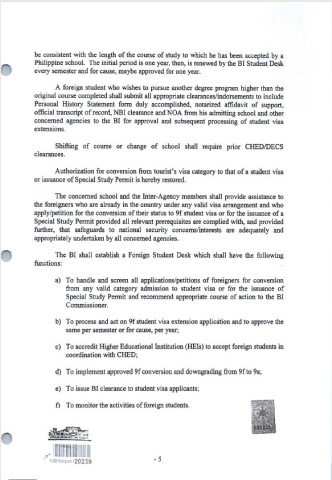 be consistent with the length of the course of study to which he has been accepted by a
Philippine school. The initial period is one year, then, is renewed by the BI Student Desk
every semester and for cause, maybe approved for one year.
A foreign student who wishes to pursue another degree program higher than the
original course completed shall submit all appropriate clearances/indorsements to include
Personal History Statement form duly accomplished, notarized affidavit of support,
official transcript of record, NBI clearance and NOA from his admitting school and other
concerned agencies to the BI for approval and subsequent processing of student visa
extensions.
Shifting of course or change of school shall require prior CHED/DECS
clearances.
Authorization for conversion from tourist's visa category to that of a student visa
or issuance of Special Study Permit is hereby restored.
The concerned school and the Inter-Agency members shall provide assistance to
the foreigners who are already in the country under any valid visa arrangement and who
apply/petition for the conversion of their status to 9f student visa or for the issuance of a
Special Study Permit provided all relevant prerequisites are complied with, and provided
further, that safeguards to national security concerns/interests are adequately and
appropriately undertaken by all concerned agencies.
The BI shall establish a Foreign Student Desk which shall have the following
functions:
a) To handle and screen all applications/petitions of foreigners for conversion
from any valid category admission to student visa or for the issuance of
Special Study Permit and recommend appropriate course of action to the BI
Commissioner.
b) To process and act on 9f student visa extension application and to approve the
same per semester or for cause, per year;
c) To accredit Higher Educational Institution (HEIs) to accept foreign students in
coordination with CHED;
d) To implement approved 9f conversion and downgrading from 9f to 9a;
e) To issue BI clearance to student visa applicants;
f) To monitor the activities of foreign students.
20239
- 5